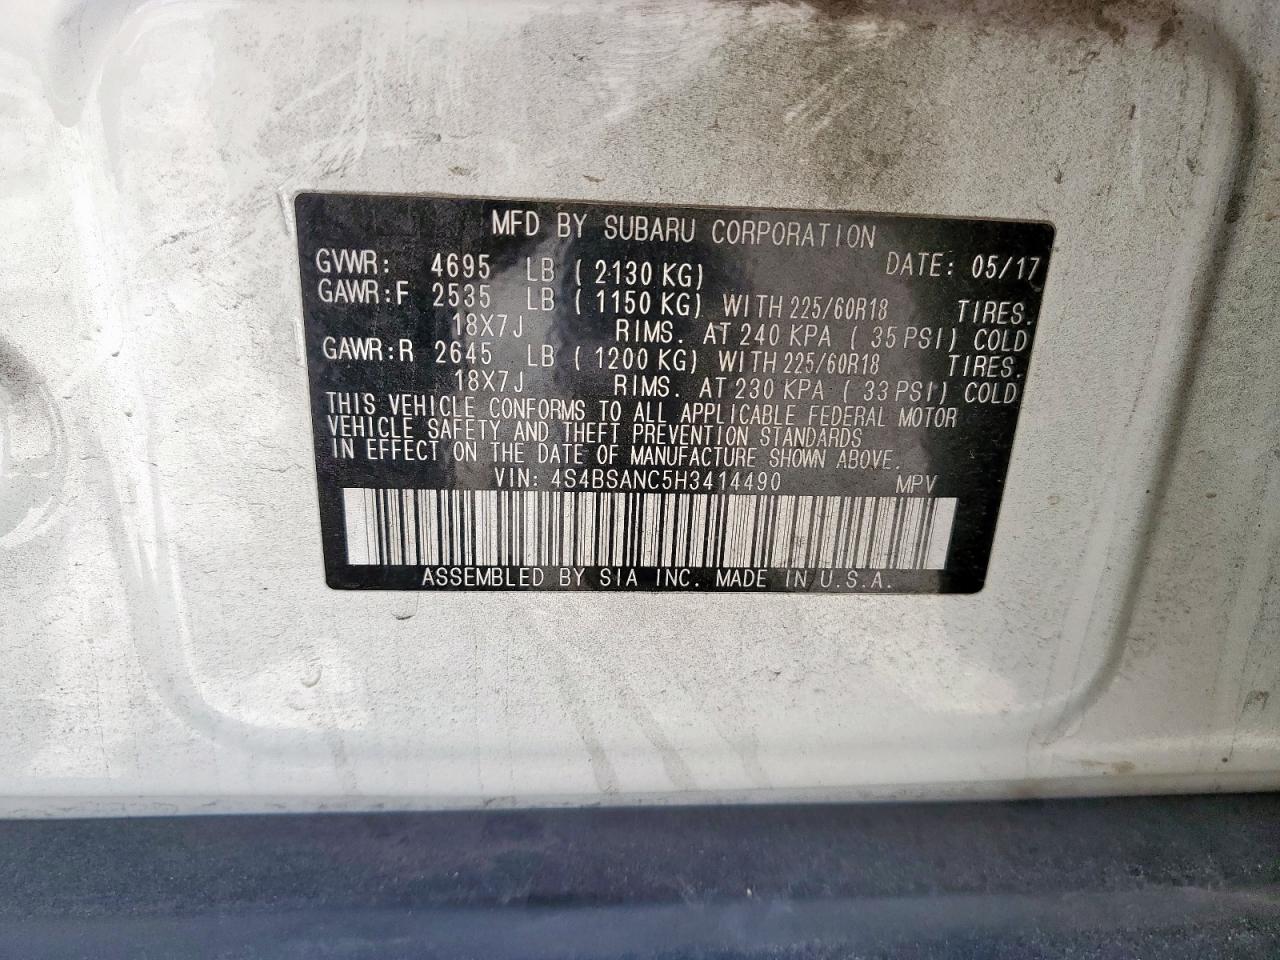 MFD BY SUBARU CORPORATION
GVWR: 4695 LB ( 2130 KG) DATE: 05/17
GAWR:F 2535 LB ( 1150 KG) WITH 225/60R18 TIRES.
18X7J RIMS. AT 240 KPA ( 35 PSI) COLD
GAWR:R 2645 LB ( 1200 KG) WITH 225/60R18 TIRES.
18X7J RIMS. AT 230 KPA ( 33 PSI) COLD
THIS VEHICLE CONFORMS TO ALL APPLICABLE FEDERAL MOTOR
VEHICLE SAFETY AND THEFT PREVENTION STANDARDS
IN EFFECT ON THE DATE OF MANUFACTURE SHOWN ABOVE.
VIN: 4S4BSANC5H3414490 MPV
ASSEMBLED BY SIA INC. MADE IN U.S.A.